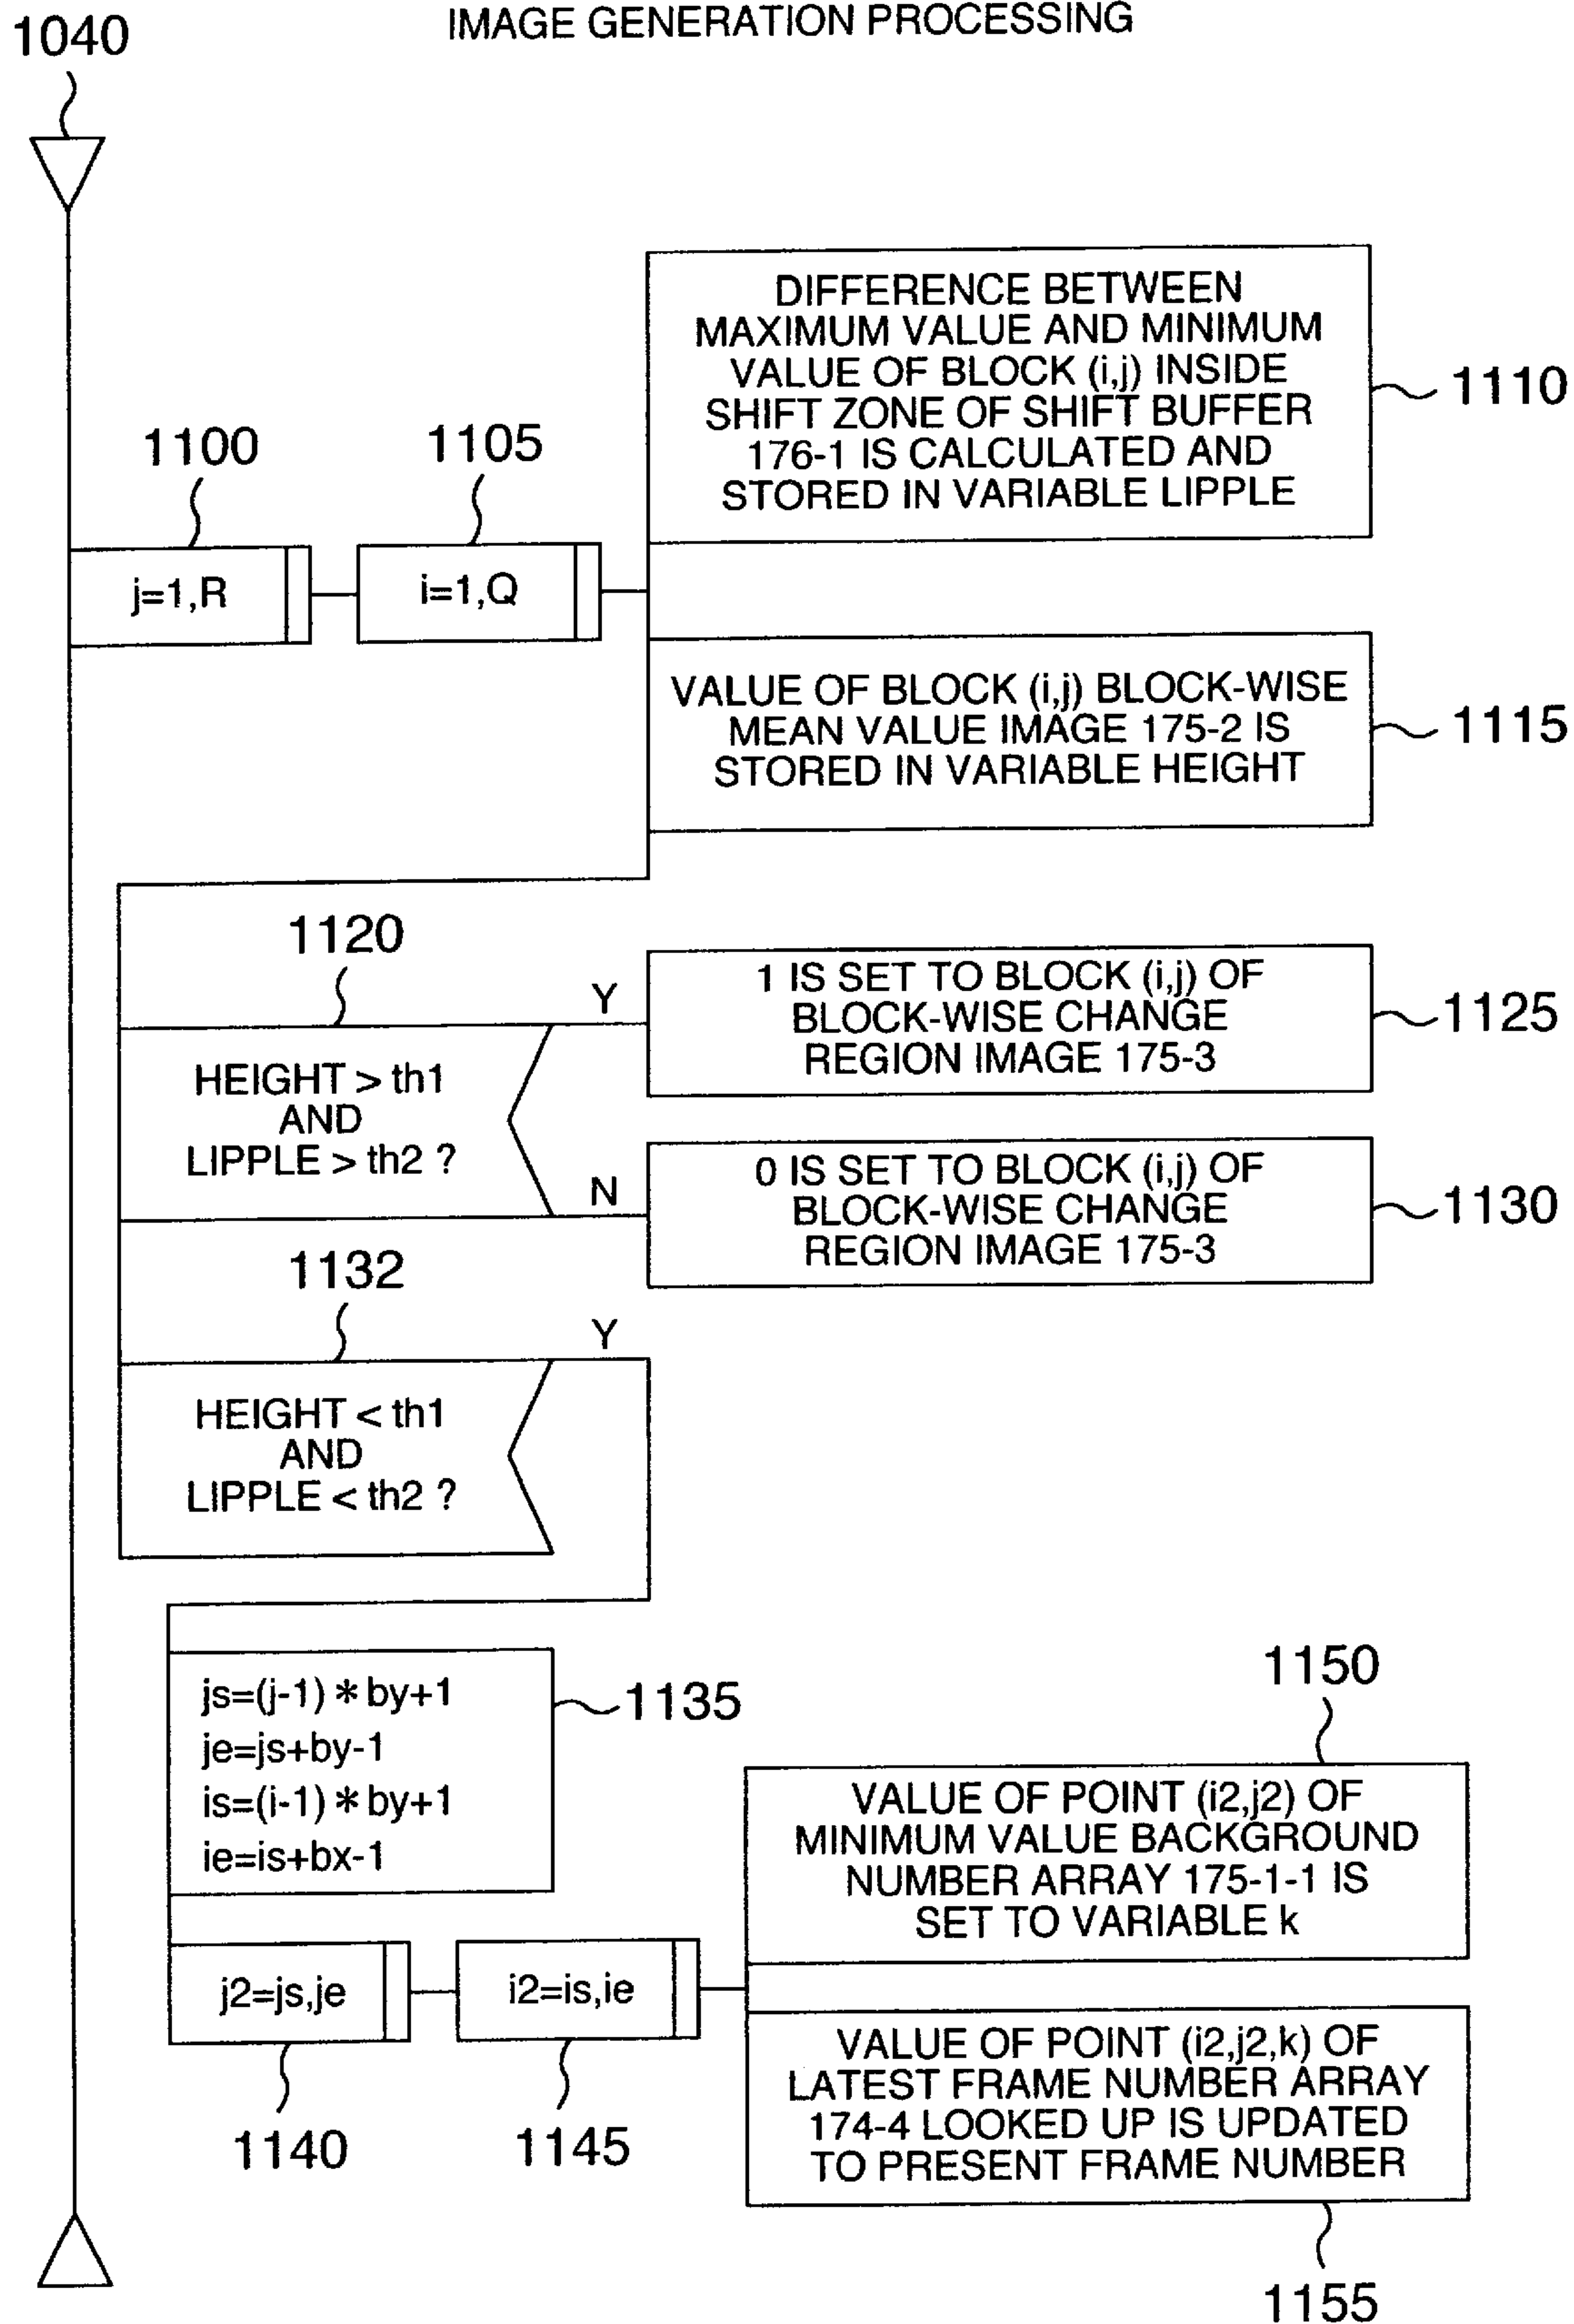 IMAGE GENERATION PROCESSING
1040
DIFFERENCE BETWEEN
MAXIMUM VALUE AND MINIMUM
VALUE OF BLOCK (i,j) INSIDE
SHIFT ZONE OF SHIFT BUFFER
176-1 IS CALCULATED AND
STORED IN VARIABLE LIPPLE
1110
1100
1105
j=1,R
i=1,Q
VALUE OF BLOCK (i,j) BLOCK-WISE
MEAN VALUE IMAGE 175-2 IS
STORED IN VARIABLE HEIGHT
1115
1120
Y
1 IS SET TO BLOCK (i,j) OF
BLOCK-WISE CHANGE
REGION IMAGE 175-3
1125
HEIGHT > th1
AND
LIPPLE > th2 ?
N
0 IS SET TO BLOCK (i,j) OF
BLOCK-WISE CHANGE
REGION IMAGE 175-3
1130
1132
Y
HEIGHT < th1
AND
LIPPLE < th2 ?
js=(j-1) * by+1
je=js+by-1
is=(i-1) * by+1
ie=is+bx-1
1135
1150
VALUE OF POINT (i2,j2) OF
MINIMUM VALUE BACKGROUND
NUMBER ARRAY 175-1-1 IS
SET TO VARIABLE k
j2=js,je
i2=is,ie
1140
1145
VALUE OF POINT (i2,j2,k) OF
LATEST FRAME NUMBER ARRAY
174-4 LOOKED UP IS UPDATED
TO PRESENT FRAME NUMBER
1155